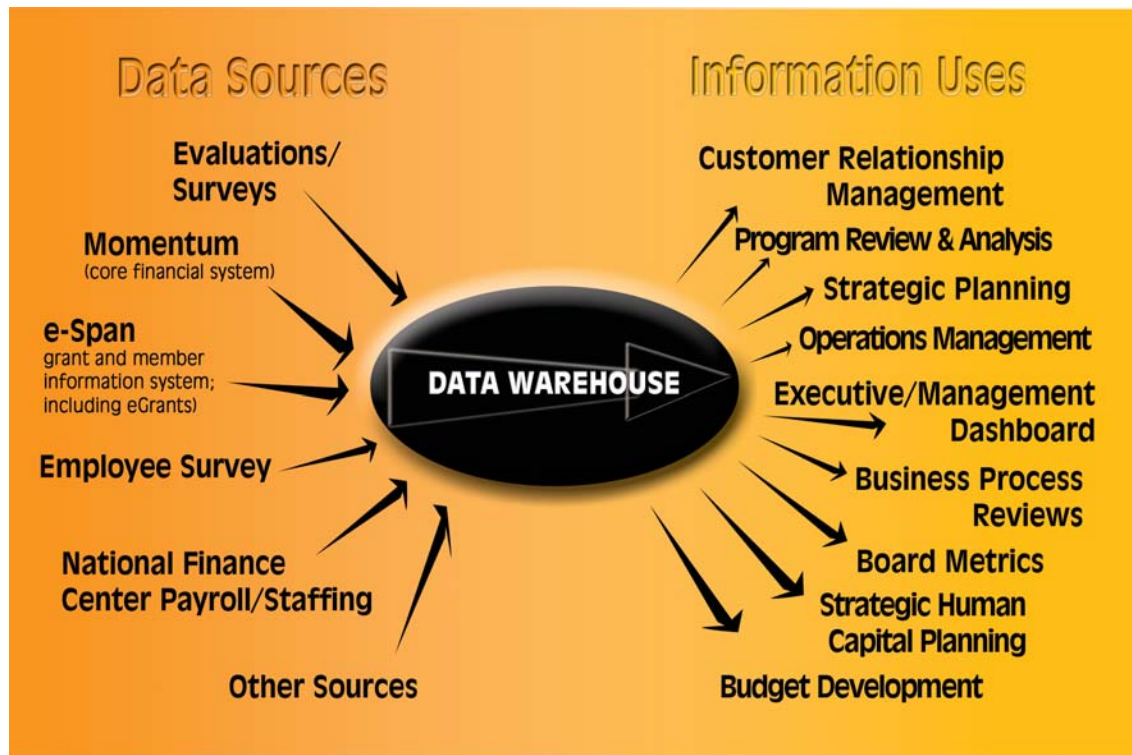 Data Sources
Evaluations/
Surveys
Momentum
(core financial system)
e-Span
grant and member
information system;
including eGrants)
Employee Survey
National Finance
Center Payroll/Staffing
Other Sources
DATA WAREHOUSE
Information Uses
Customer Relationship
Management
Program Review & Analysis
Strategic Planning
Operations Management
Executive/Management
Dashboard
Business Process
Reviews
Board Metrics
Strategic Human
Capital Planning
Budget Development